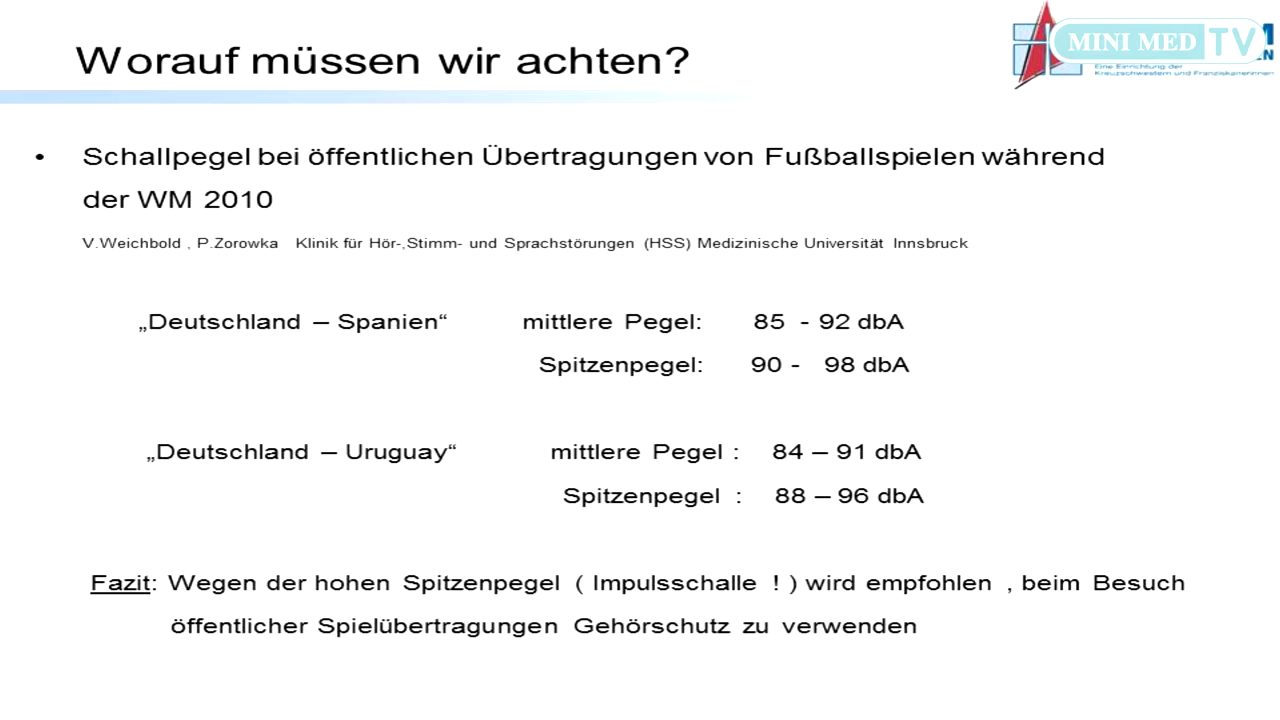 Worauf müssen wir achten?
MINI MED TV
Eine Einrichtung der
Kreuzschwestern und Franziskanerinnen
• Schallpegel bei öffentlichen Übertragungen von Fußballspielen während
der WM 2010
V.Weichbold , P.Zorowka Klinik für Hör-,Stimm- und Sprachstörungen (HSS) Medizinische Universität Innsbruck
„Deutschland – Spanien“ mittlere Pegel: 85 - 92 dbA
Spitzenpegel: 90 - 98 dbA
„Deutschland – Uruguay“ mittlere Pegel : 84 – 91 dbA
Spitzenpegel : 88 – 96 dbA
Fazit: Wegen der hohen Spitzenpegel ( Impulsschalle ! ) wird empfohlen , beim Besuch
öffentlicher Spielübertragungen Gehörschutz zu verwenden